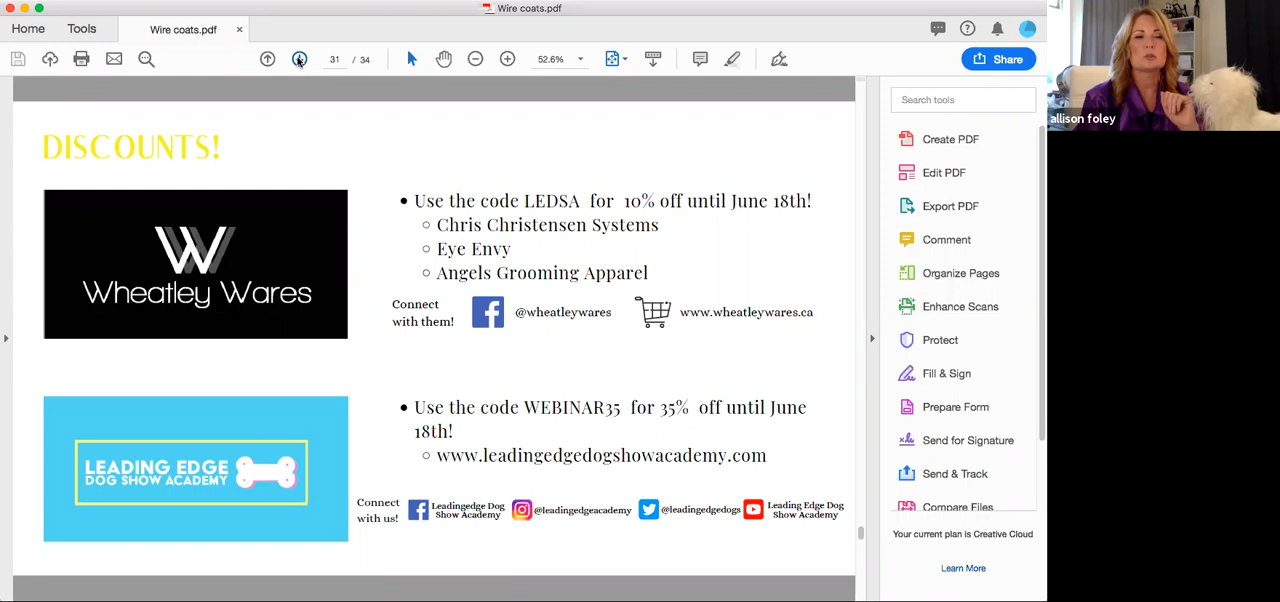 Wire coats.pdf
Home
Tools
Wire coats.pdf
31 / 34
52.6%
Share
DISCOUNTS!
Wheatley Wares
Use the code LEDSA for 10% off until June 18th!
Chris Christensen Systems
Eye Envy
Angels Grooming Apparel
Connect
with them!
@wheatleywares
www.wheatleywares.ca
LEADING EDGE
DOG SHOW ACADEMY
Use the code WEBINAR35 for 35% off until June
18th!
www.leadingedgedogshowacademy.com
Connect
with us!
Leadingedge Dog
Show Academy
@leadingedgeacademy
@leadingedgedogs
Leading Edge Dog
Show Academy
Search tools
Create PDF
Edit PDF
Export PDF
Comment
Organize Pages
Enhance Scans
Protect
Fill & Sign
Prepare Form
Send for Signature
Send & Track
Compare Files
Your current plan is Creative Cloud
Learn More
allison foley